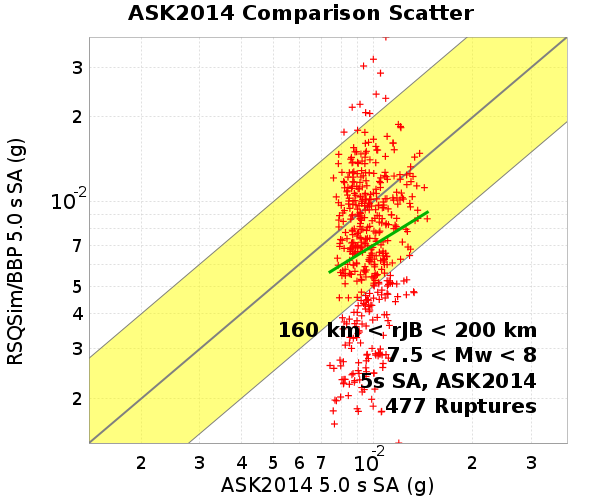 ASK2014 Comparison Scatter
RSQSim/BBP 5.0 s SA (g)
3
2
10^-2
7
5
4
3
2
160 km < rJB < 200 km
7.5 < Mw < 8
5s SA, ASK2014
477 Ruptures
2 3 4 5 6 7 10^-2 2 3
ASK2014 5.0 s SA (g)